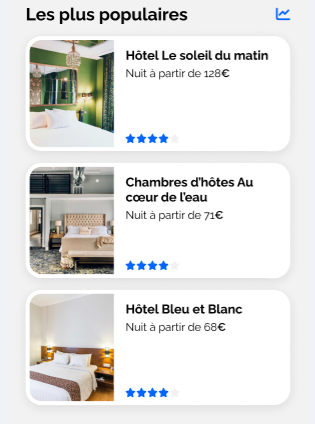 Les plus populaires
Hôtel Le soleil du matin
Nuit à partir de 128€
Chambres d'hôtes Au
cœur de l'eau
Nuit à partir de 71€
Hôtel Bleu et Blanc
Nuit à partir de 68€